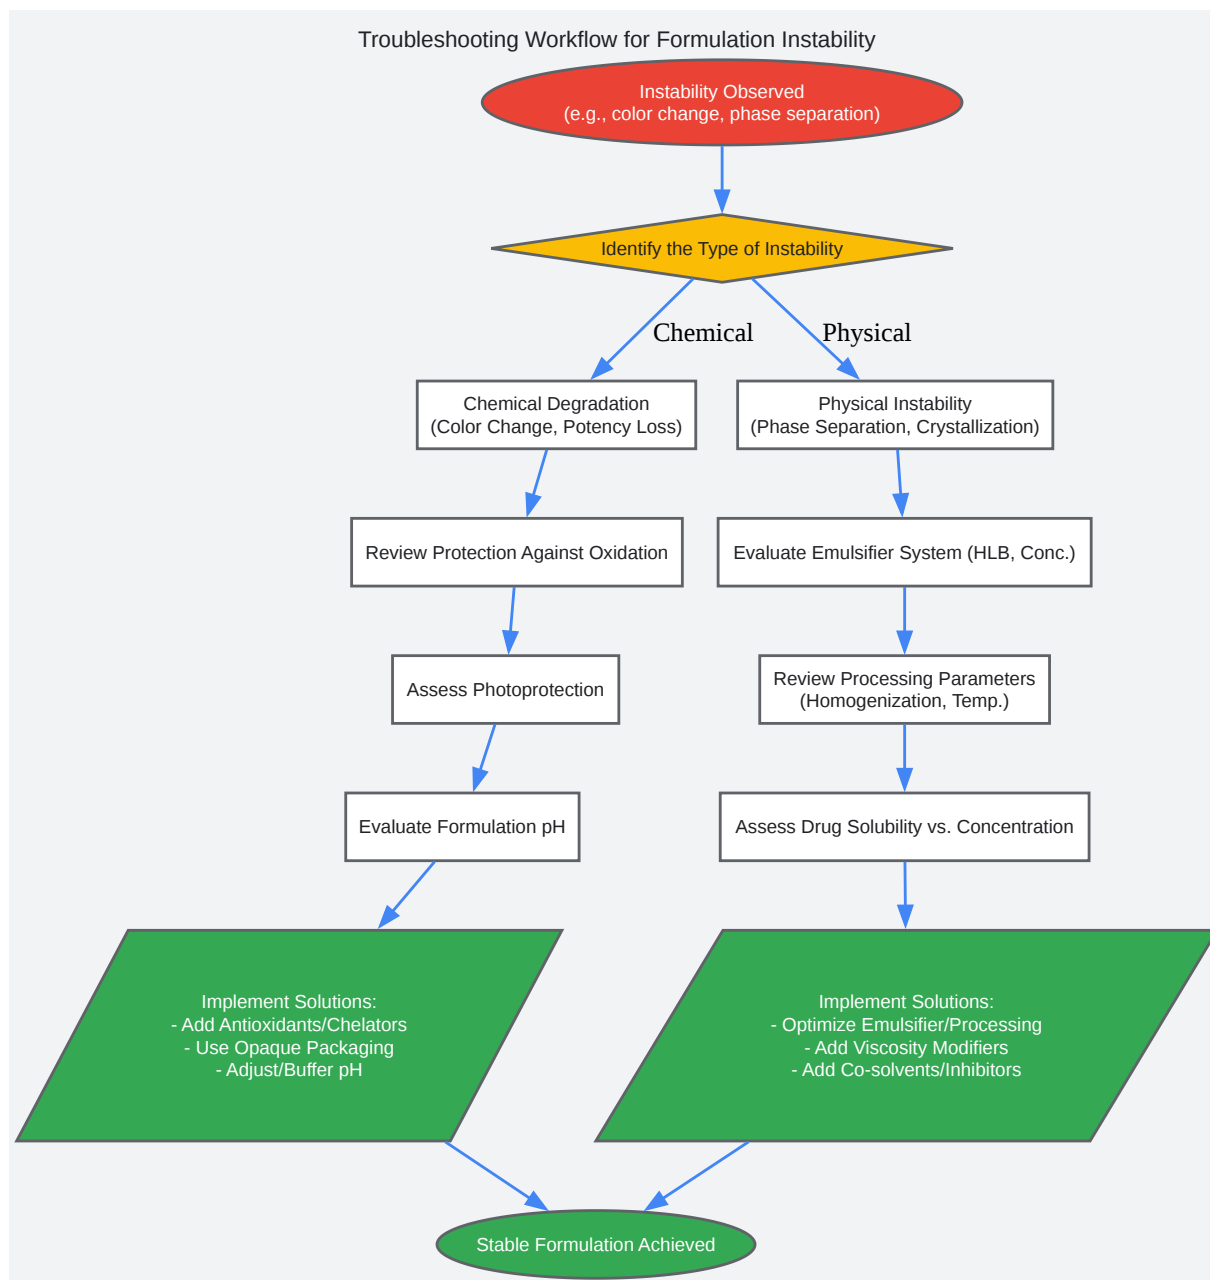 Troubleshooting Workflow for Formulation Instability
Instability Observed
(e.g., color change, phase separation)
Identify the Type of Instability
Chemical
Physical
Chemical Degradation
(Color Change, Potency Loss)
Physical Instability
(Phase Separation, Crystallization)
Review Protection Against Oxidation
Evaluate Emulsifier System (HLB, Conc.)
Assess Photoprotection
Review Processing Parameters
(Homogenization, Temp.)
Evaluate Formulation pH
Assess Drug Solubility vs. Concentration
Implement Solutions:
- Add Antioxidants/Chelators
- Use Opaque Packaging
- Adjust/Buffer pH
Implement Solutions:
- Optimize Emulsifier/Processing
- Add Viscosity Modifiers
- Add Co-solvents/Inhibitors
Stable Formulation Achieved